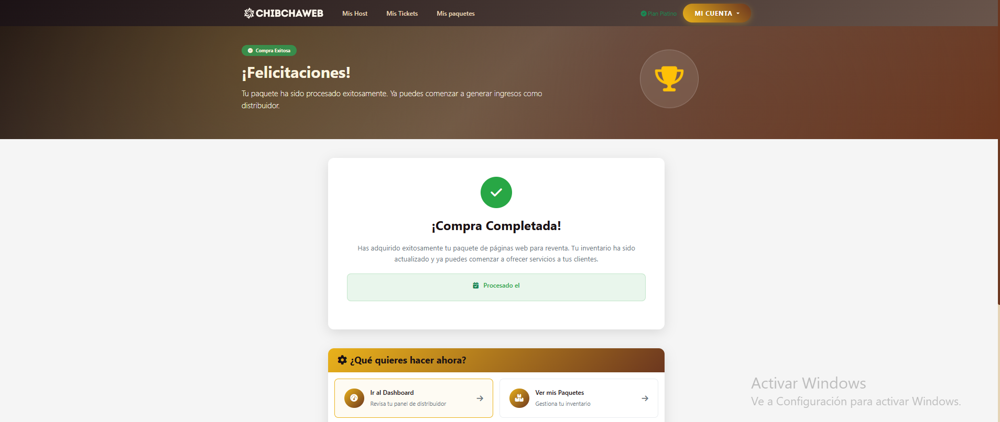 CHIBCHAWEB
Mis Host
Mis Tickets
Mis paquetes
Plan Platino
MI CUENTA
Compra Exitosa
¡Felicitaciones!
Tu paquete ha sido procesado exitosamente. Ya puedes comenzar a generar ingresos como
distribuidor.
¡Compra Completada!
Has adquirido exitosamente tu paquete de páginas web para reventa. Tu inventario ha sido
actualizado y ya puedes comenzar a ofrecer servicios a tus clientes.
Procesado el
¿Qué quieres hacer ahora?
Ir al Dashboard
Revisa tu panel de distribuidor
Ver mis Paquetes
Gestiona tu inventario
Activar Windows
Ve a Configuración para activar Windows.